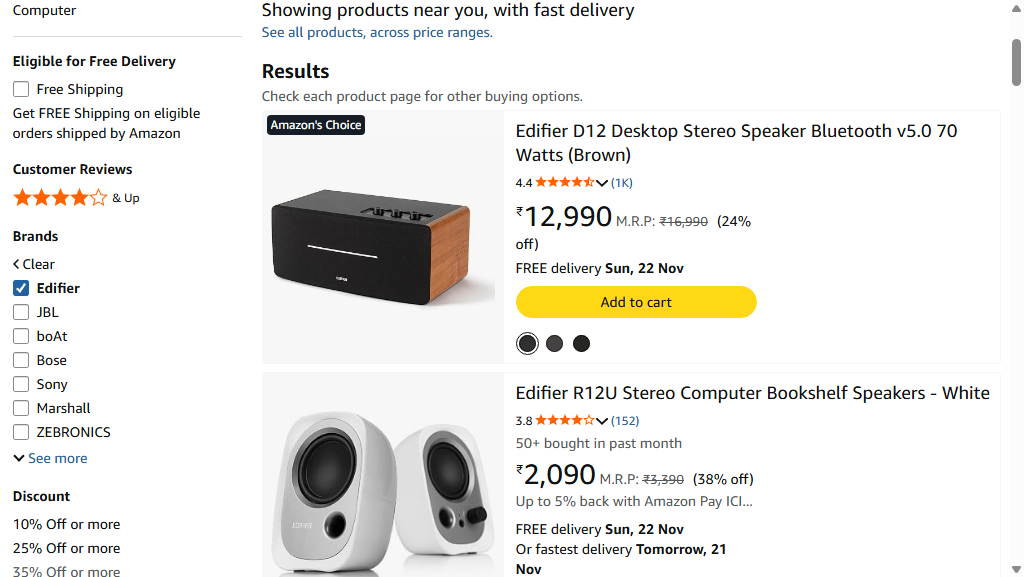 Computer
Eligible for Free Delivery
Free Shipping
Get FREE Shipping on eligible
orders shipped by Amazon
Customer Reviews
& Up
Brands
Clear
Edifier
JBL
boAt
Bose
Sony
Marshall
ZEBRONICS
See more
Discount
10% Off or more
25% Off or more
35% Off or more
Showing products near you, with fast delivery
See all products, across price ranges.
Results
Check each product page for other buying options.
Amazon's Choice
edifier
Edifier D12 Desktop Stereo Speaker Bluetooth v5.0 70
Watts (Brown)
4.4 (1K)
₹12,990 M.R.P: ₹16,990 (24%
off)
FREE delivery Sun, 22 Nov
Add to cart
EDIFIER
Edifier R12U Stereo Computer Bookshelf Speakers - White
3.8 (152)
50+ bought in past month
₹2,090 M.R.P: ₹3,390 (38% off)
Up to 5% back with Amazon Pay ICI...
FREE delivery Sun, 22 Nov
Or fastest delivery Tomorrow, 21
Nov